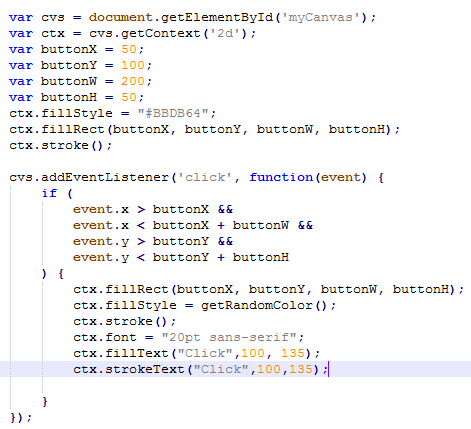 var cvs = document.getElementById('myCanvas');
var ctx = cvs.getContext('2d');
var buttonX = 50;
var buttonY = 100;
var buttonW = 200;
var buttonH = 50;
ctx.fillStyle = "#BBDB64";
ctx.fillRect(buttonX, buttonY, buttonW, buttonH);
ctx.stroke();

cvs.addEventListener('click', function(event) {
    if (
        event.x > buttonX &&
        event.x < buttonX + buttonW &&
        event.y > buttonY &&
        event.y < buttonY + buttonH
    ) {
        ctx.fillRect(buttonX, buttonY, buttonW, buttonH);
        ctx.fillStyle = getRandomColor();
        ctx.stroke();
        ctx.font = "20pt sans-serif";
        ctx.fillText("Click",100, 135);
        ctx.strokeText("Click",100,135);

    }
});